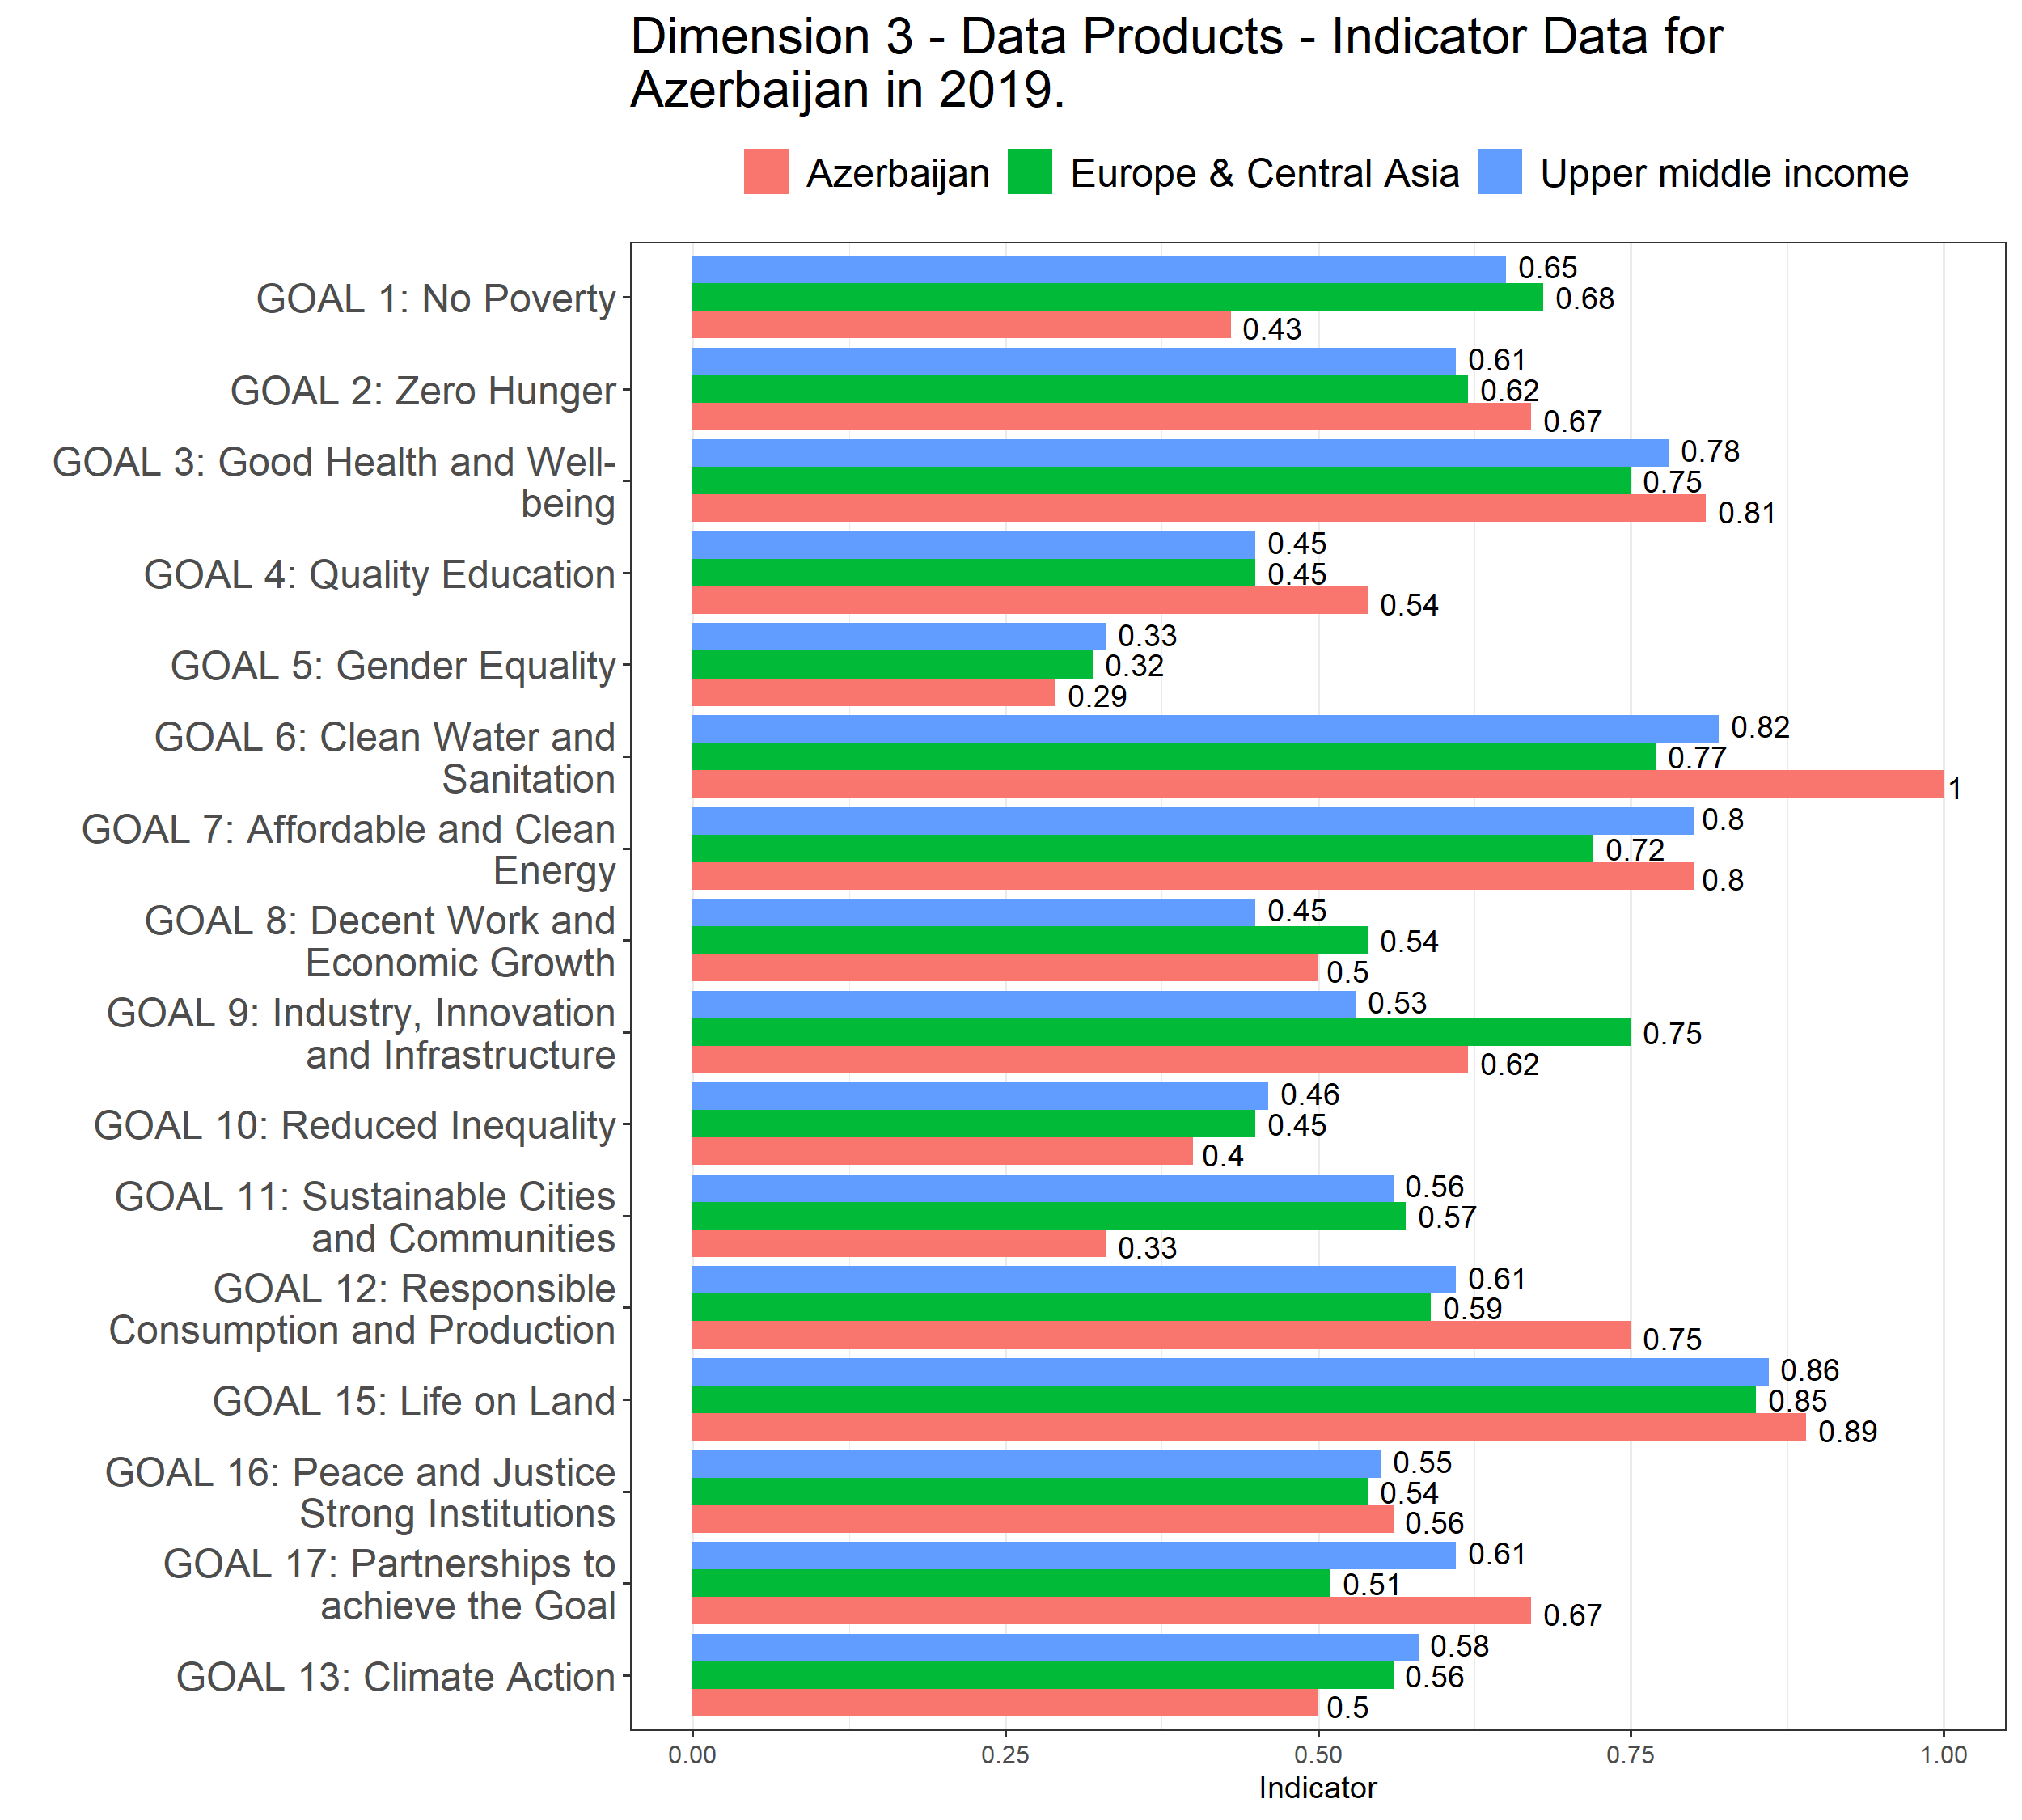 Dimension 3 - Data Products - Indicator Data for
Azerbaijan in 2019.
Azerbaijan Europe & Central Asia Upper middle income
GOAL 1: No Poverty
0.65
0.68
0.43
GOAL 2: Zero Hunger
0.61
0.62
0.67
GOAL 3: Good Health and Well-
being
0.78
0.75
0.81
GOAL 4: Quality Education
0.45
0.45
0.54
GOAL 5: Gender Equality
0.33
0.32
0.29
GOAL 6: Clean Water and
Sanitation
0.82
0.77
1
GOAL 7: Affordable and Clean
Energy
0.8
0.72
0.8
GOAL 8: Decent Work and
Economic Growth
0.45
0.54
0.5
GOAL 9: Industry, Innovation
and Infrastructure
0.53
0.75
0.62
GOAL 10: Reduced Inequality
0.46
0.45
0.4
GOAL 11: Sustainable Cities
and Communities
0.56
0.57
0.33
GOAL 12: Responsible
Consumption and Production
0.61
0.59
0.75
GOAL 15: Life on Land
0.86
0.85
0.89
GOAL 16: Peace and Justice
Strong Institutions
0.55
0.54
0.56
GOAL 17: Partnerships to
achieve the Goal
0.61
0.51
0.67
GOAL 13: Climate Action
0.58
0.56
0.5
0.00 0.25 0.50 0.75 1.00
Indicator